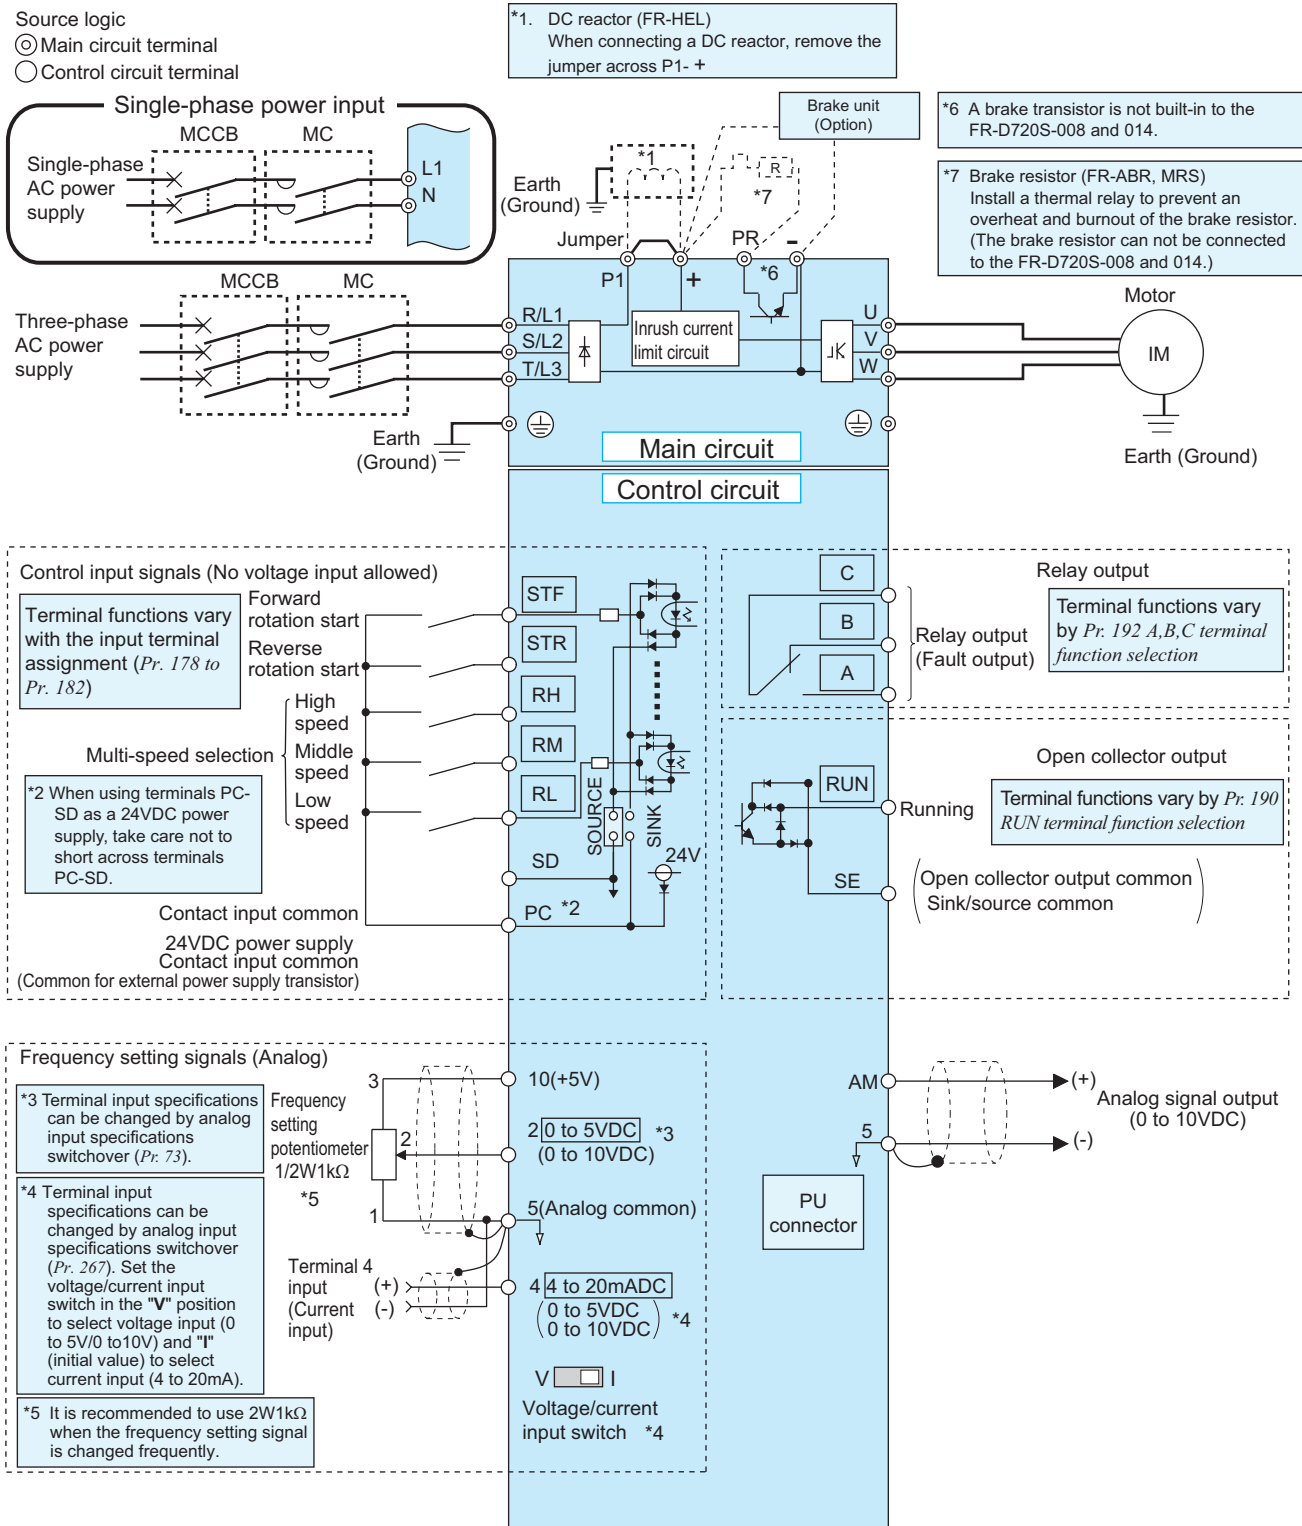 Source logic
Main circuit terminal
Control circuit terminal
*1. DC reactor (FR-HEL)
When connecting a DC reactor, remove the
jumper across P1- +
Single-phase power input
MCCB MC
Single-phase
AC power
supply
L1
N
Brake unit
(Option)
*6 A brake transistor is not built-in to the
FR-D720S-008 and 014.
*7 Brake resistor (FR-ABR, MRS)
Install a thermal relay to prevent an
overheat and burnout of the brake resistor.
(The brake resistor can not be connected
to the FR-D720S-008 and 014.)
*1
R
*7
Earth
(Ground)
Jumper
PR
-
P1
+
*6
MCCB MC
Three-phase
AC power
supply
R/L1
S/L2
T/L3
Inrush current
limit circuit
U
V
W
Motor
IM
Earth
(Ground)
Earth (Ground)
Main circuit
Control circuit
Control input signals (No voltage input allowed)
Terminal functions vary
with the input terminal
assignment (Pr. 178 to
Pr. 182)
Forward
rotation start
Reverse
rotation start
High
speed
Multi-speed selection
Middle
speed
Low
speed
*2 When using terminals PC-
SD as a 24VDC power
supply, take care not to
short across terminals
PC-SD.
STF
STR
RH
RM
RL
SOURCE
SINK
SD
24V
PC *2
Contact input common
24VDC power supply
Contact input common
(Common for external power supply transistor)
C
B
A
Relay output
Relay output
(Fault output)
Terminal functions vary
by Pr. 192 A,B,C terminal
function selection
Open collector output
RUN
Running
Terminal functions vary by Pr. 190
RUN terminal function selection
SE
Open collector output common
Sink/source common
Frequency setting signals (Analog)
*3 Terminal input specifications
can be changed by analog
input specifications
switchover (Pr. 73).
*4 Terminal input
specifications can be
changed by analog input
specifications switchover
(Pr. 267). Set the
voltage/current input
switch in the "V" position
to select voltage input (0
to 5V/0 to10V) and "I"
(initial value) to select
current input (4 to 20mA).
*5 It is recommended to use 2W1kΩ
when the frequency setting signal
is changed frequently.
Frequency
setting
potentiometer
1/2W1kΩ
*5
3
2
1
10(+5V)
2 0 to 5VDC *3
(0 to 10VDC)
5(Analog common)
Terminal 4
input
(Current
input)
(+)
(-)
4 4 to 20mADC
0 to 5VDC
0 to 10VDC
*4
V I
Voltage/current
input switch *4
AM
5
(+)
(-)
Analog signal output
(0 to 10VDC)
PU
connector